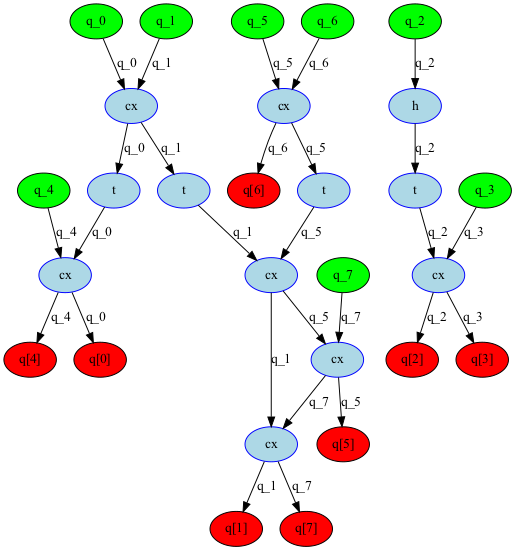 q_0 q_1 q_5 q_6 q_2
q_0 q_1 q_5 q_6 q_2
cx cx h
q_0 q_1 q_6 q_5 q_2
q_4 t t q[6] t t q_3
q_4 q_0 q_1 q_5 q_2 q_3
cx cx q_7 cx
q_4 q_0 q_5 q_7 q_2 q_3
q[4] q[0] q_1 cx q[2] q[3]
q_7 q_5
cx q[5]
q_1 q_7
q[1] q[7]